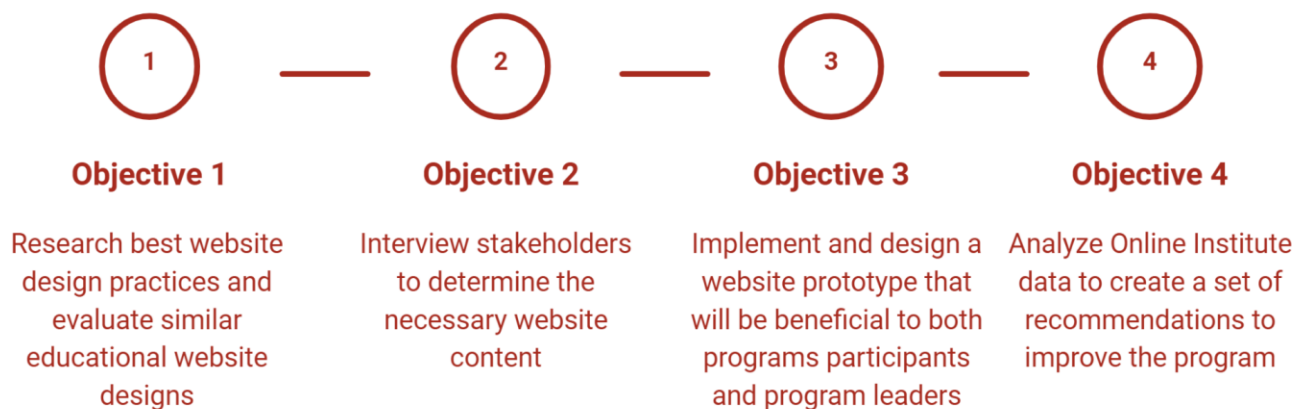 1
2
3
4
Objective 1
Research best website
design practices and
evaluate similar
educational website
designs
Objective 2
Interview stakeholders
to determine the
necessary website
content
Objective 3
Implement and design a
website prototype that
will be beneficial to both
programs participants
and program leaders
Objective 4
Analyze Online Institute
data to create a set of
recommendations to
improve the program